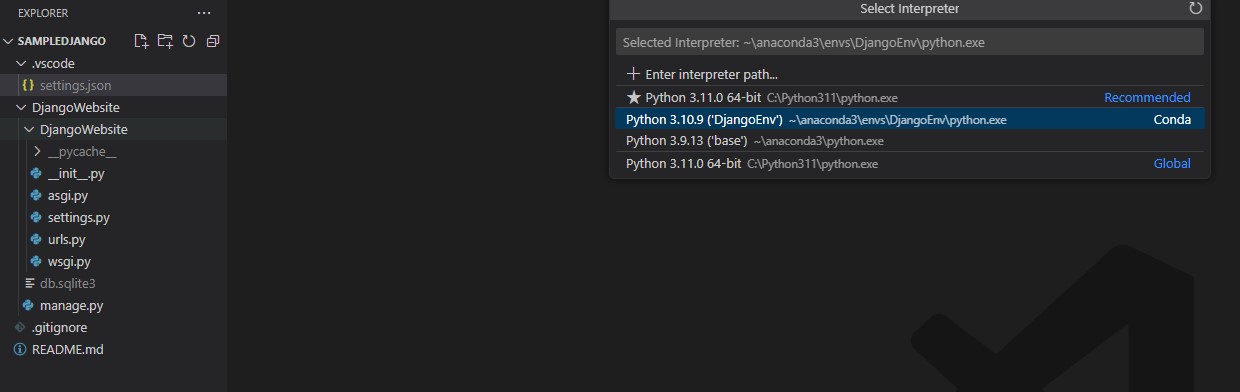 EXPLORER ...
SAMPLEDJANGO
.vscode
{} settings.json
DjangoWebsite
DjangoWebsite
__pycache__
__init__.py
asgi.py
settings.py
urls.py
wsgi.py
db.sqlite3
manage.py
.gitignore
README.md
Select Interpreter
Selected Interpreter: ~\anaconda3\envs\DjangoEnv\python.exe
+ Enter interpreter path...
★ Python 3.11.0 64-bit C:\Python311\python.exe Recommended
Python 3.10.9 ('DjangoEnv') ~\anaconda3\envs\DjangoEnv\python.exe Conda
Python 3.9.13 ('base') ~\anaconda3\python.exe
Python 3.11.0 64-bit C:\Python311\python.exe Global